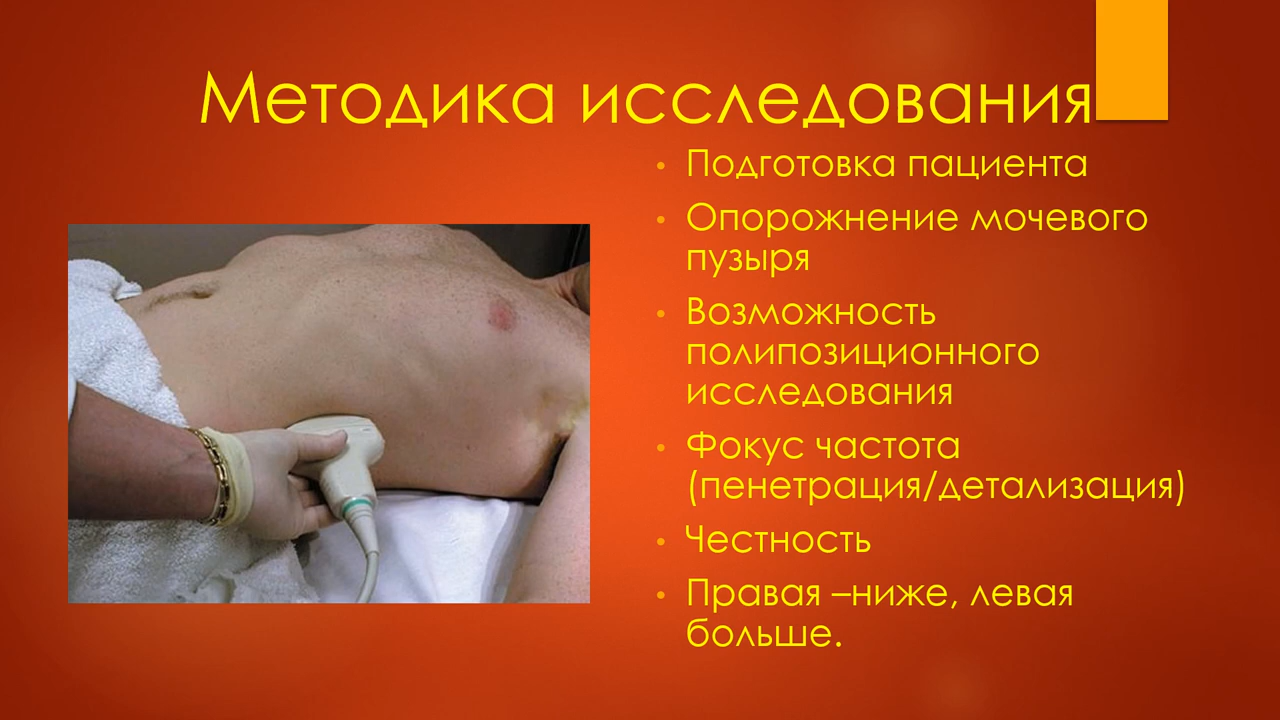 Методика исследования
• Подготовка пациента
• Опорожнение мочевого
пузыря
• Возможность
полипозиционного
исследования
• Фокус частота
(пенетрация/детализация)
• Честность
• Правая –ниже, левая
больше.